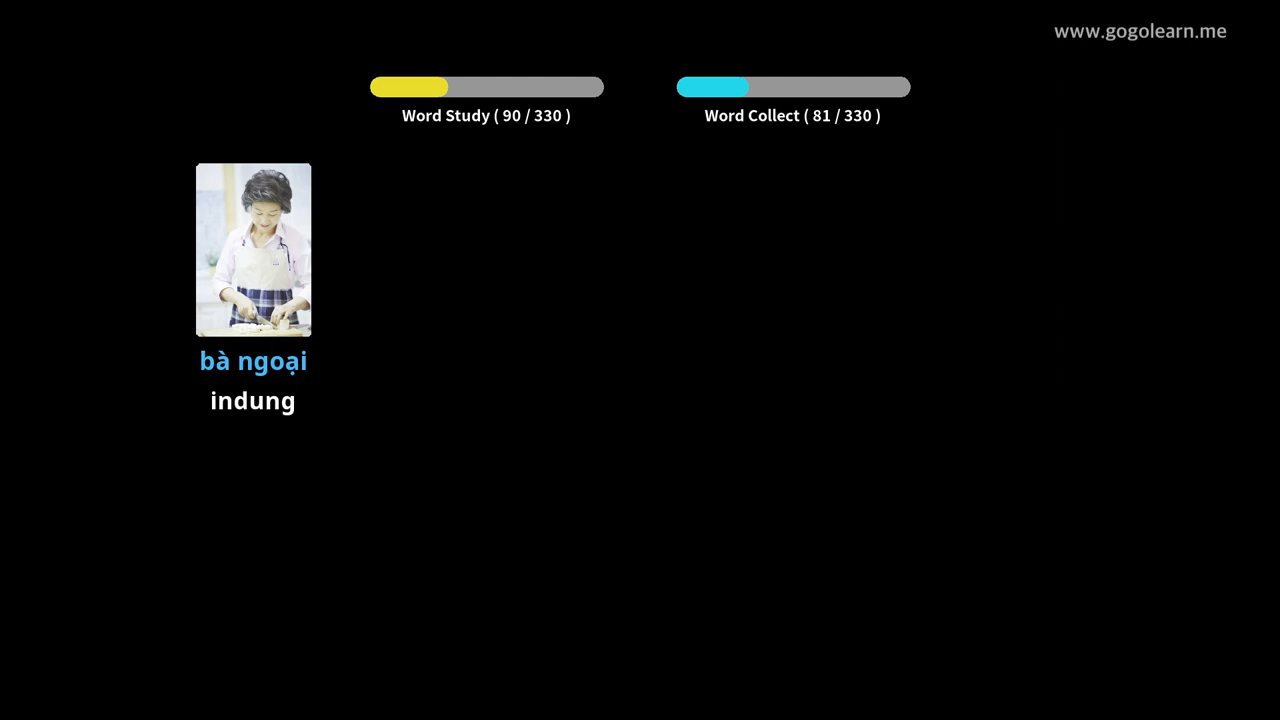 www.gogolearn.me
Word Study ( 90 / 330 )
Word Collect ( 81 / 330 )
bà ngoại
indung